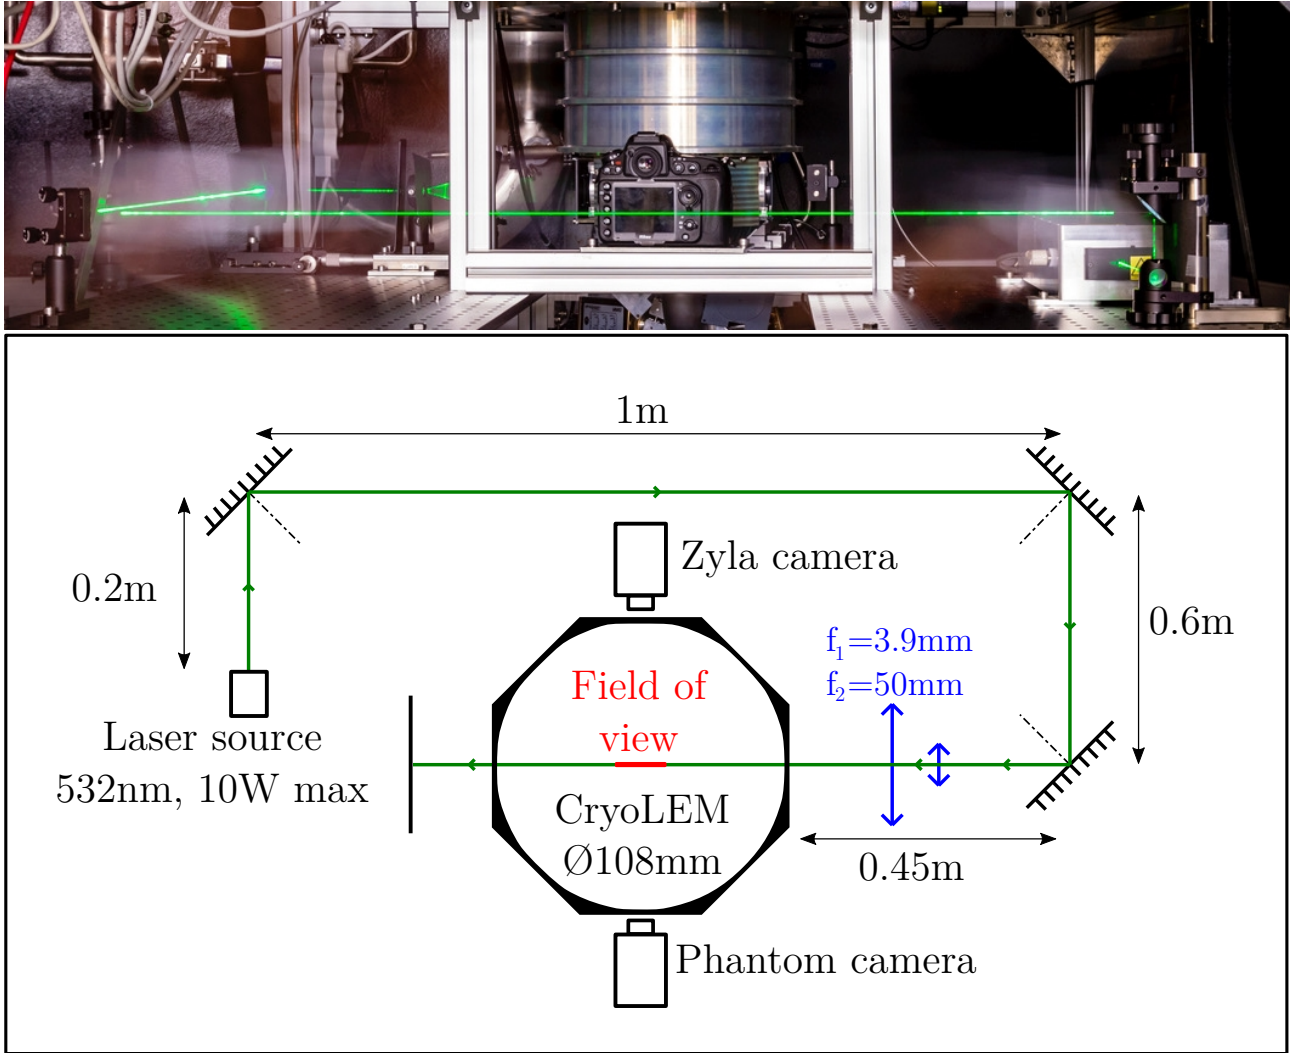 1m
Zyla camera
0.2m
0.6m
f₁=3.9mm
f₂=50mm
Field of
view
Laser source
532nm, 10W max
CryoLEM
Ø108mm
0.45m
Phantom camera